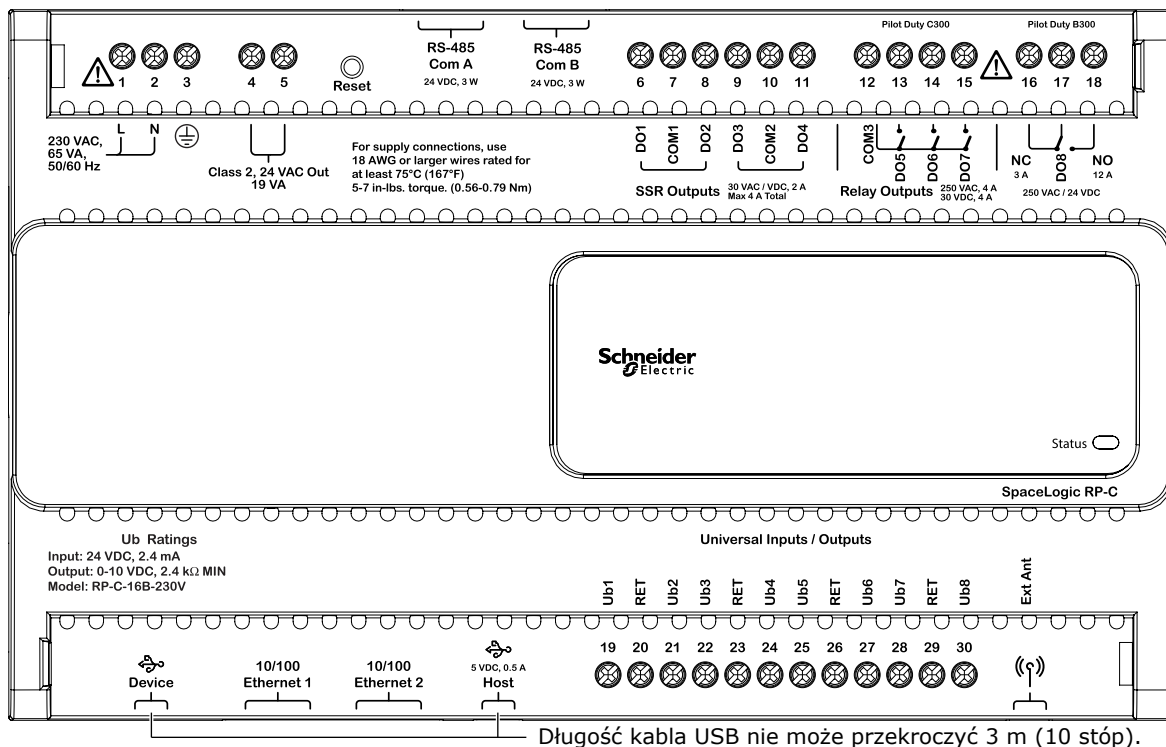 Pilot Duty C300
Pilot Duty B300
RS-485
Com A
24 VDC, 3 W
RS-485
Com B
24 VDC, 3 W
1 2 3 4 5
Reset
6 7 8 9 10 11 12 13 14 15 16 17 18
230 VAC,
65 VA,
50/60 Hz
L N
Class 2, 24 VAC Out
19 VA
For supply connections, use
18 AWG or larger wires rated for
at least 75°C (167°F)
5-7 in-lbs. torque. (0.56-0.79 Nm)
DO1 COM1 DO2 DO3 COM2 DO4
SSR Outputs
30 VAC / VDC, 2 A
Max 4 A Total
COM3 DO5 DO6 DO7
Relay Outputs
250 VAC, 4 A
30 VDC, 4 A
NC
3 A
DO8
NO
12 A
250 VAC / 24 VDC
Schneider
Electric
Status
SpaceLogic RP-C
Ub Ratings
Input: 24 VDC, 2.4 mA
Output: 0-10 VDC, 2.4 kΩ MIN
Model: RP-C-16B-230V
Universal Inputs / Outputs
Ub1 RET Ub2 Ub3 RET Ub4 Ub5 RET Ub6 Ub7 RET Ub8 Ext Ant
19 20 21 22 23 24 25 26 27 28 29 30
Device
10/100
Ethernet 1
10/100
Ethernet 2
5 VDC, 0.5 A
Host
Długość kabla USB nie może przekroczyć 3 m (10 stóp).